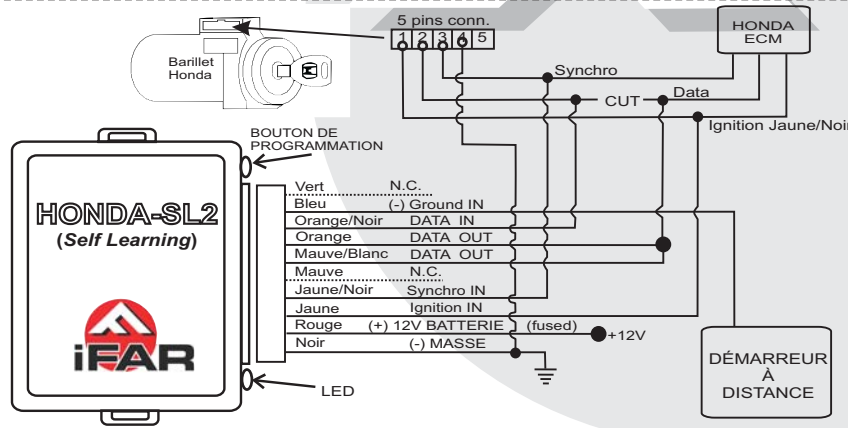 5 pins conn.
1 2 3 4 5
HONDA
ECM
Barillet
Honda
Synchro
Data
CUT
Ignition Jaune/Noir
BOUTON DE
PROGRAMMATION
HONDA-SL2
(Self Learning)
iFAR
Vert N.C.
Bleu (-) Ground IN
Orange/Noir DATA IN
Orange DATA OUT
Mauve/Blanc DATA OUT
Mauve N.C.
Jaune/Noir Synchro IN
Jaune Ignition IN
Rouge (+) 12V BATTERIE (fused) +12V
Noir (-) MASSE
LED
DÉMARREUR
À
DISTANCE